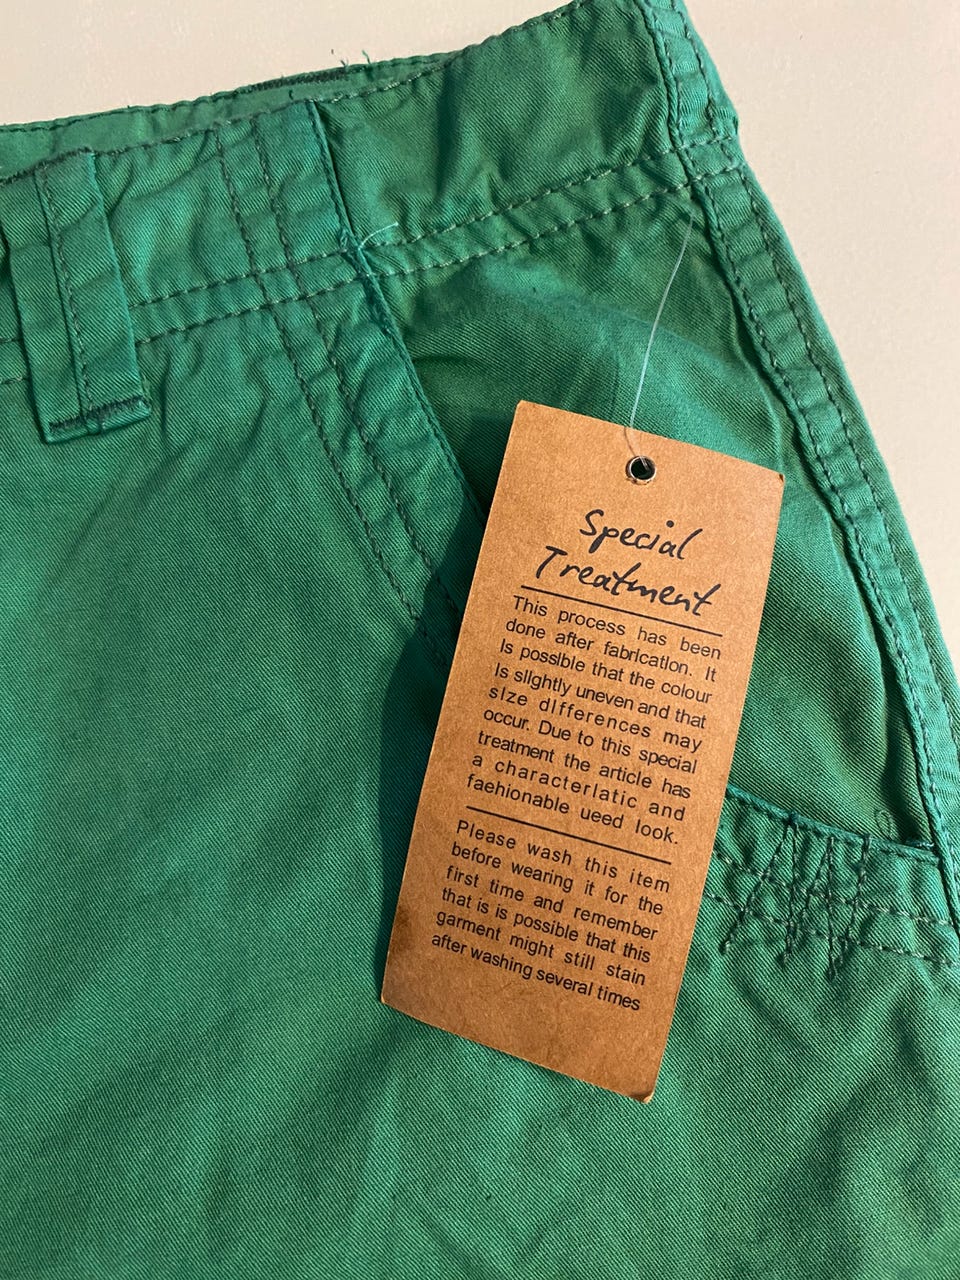 Special
Treatment
This process has been
done after fabrication. It
Is possible that the colour
Is slightly uneven and that
sIze dIfferences may
occur. Due to this special
treatment the article has
a characterlatic and
faehionable ueed look.
Please wash this item
before wearing it for the
first time and remember
that is is possible that this
garment might still stain
after washing several times